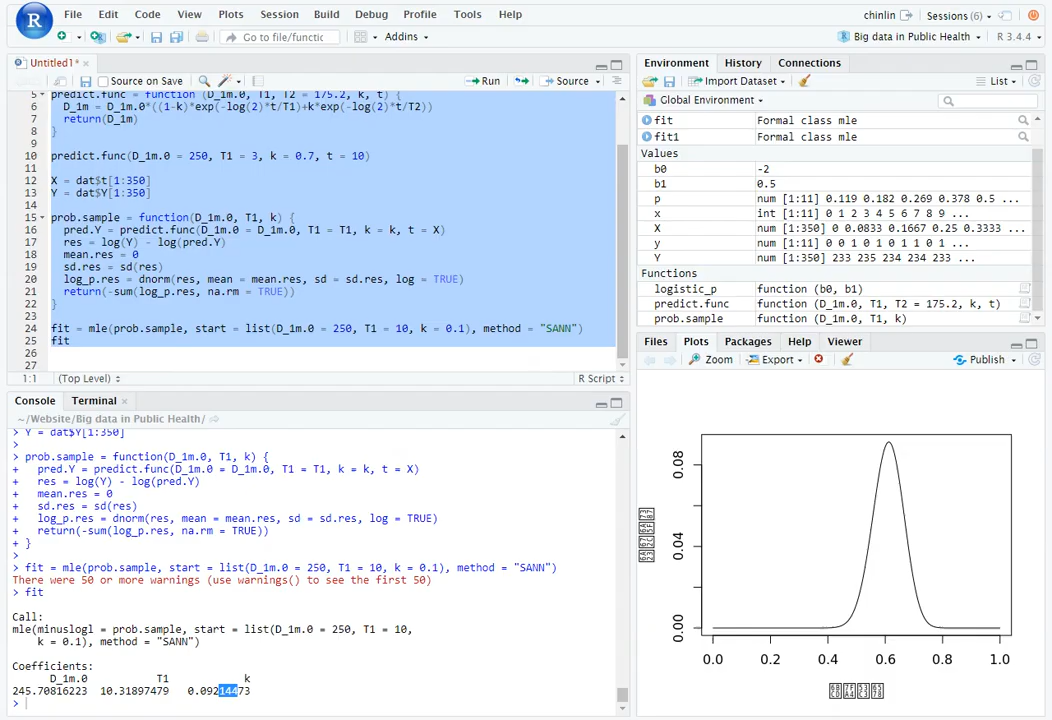 R
File Edit Code View Plots Session Build Debug Profile Tools Help
chinlin Sessions (6)
Go to file/functic Addins
Big data in Public Health R 3.4.4
Untitled1* ×
Source on Save Run Source
5 predict.func = function (D_1m.0, T1, T2 = 175.2, k, t) {
6 D_1m = D_1m.0*((1-k)*exp(-log(2)*t/T1)+k*exp(-log(2)*t/T2))
7 return(D_1m)
8 }
9
10 predict.func(D_1m.0 = 250, T1 = 3, k = 0.7, t = 10)
11
12 X = dat$t[1:350]
13 Y = dat$Y[1:350]
14
15 prob.sample = function(D_1m.0, T1, k) {
16 pred.Y = predict.func(D_1m.0 = D_1m.0, T1 = T1, k = k, t = X)
17 res = log(Y) - log(pred.Y)
18 mean.res = 0
19 sd.res = sd(res)
20 log_p.res = dnorm(res, mean = mean.res, sd = sd.res, log = TRUE)
21 return(-sum(log_p.res, na.rm = TRUE))
22 }
23
24 fit = mle(prob.sample, start = list(D_1m.0 = 250, T1 = 10, k = 0.1), method = "SANN")
25 fit
26
27
1:1 (Top Level) R Script
Console Terminal ×
~/Website/Big data in Public Health/
> Y = dat$Y[1:350]
>
> prob.sample = function(D_1m.0, T1, k) {
+ pred.Y = predict.func(D_1m.0 = D_1m.0, T1 = T1, k = k, t = X)
+ res = log(Y) - log(pred.Y)
+ mean.res = 0
+ sd.res = sd(res)
+ log_p.res = dnorm(res, mean = mean.res, sd = sd.res, log = TRUE)
+ return(-sum(log_p.res, na.rm = TRUE))
+ }
>
> fit = mle(prob.sample, start = list(D_1m.0 = 250, T1 = 10, k = 0.1), method = "SANN")
There were 50 or more warnings (use warnings() to see the first 50)
> fit

Call:
mle(minuslogl = prob.sample, start = list(D_1m.0 = 250, T1 = 10,
k = 0.1), method = "SANN")

Coefficients:
D_1m.0 T1 k
245.70816223 10.31897479 0.09214473
>
Environment History Connections
Import Dataset List
Global Environment
fit Formal class mle
fit1 Formal class mle
Values
b0 -2
b1 0.5
p num [1:11] 0.119 0.182 0.269 0.378 0.5 ...
x int [1:11] 0 1 2 3 4 5 6 7 8 9 ...
X num [1:350] 0 0.0833 0.1667 0.25 0.3333 ...
y num [1:11] 0 0 1 0 1 0 1 1 0 1 ...
Y num [1:350] 233 235 234 234 233 ...
Functions
logistic_p function (b0, b1)
predict.func function (D_1m.0, T1, T2 = 175.2, k, t)
prob.sample function (D_1m.0, T1, k)
Files Plots Packages Help Viewer
Zoom Export Publish
0.08
0.04
0.00
0.0 0.2 0.4 0.6 0.8 1.0